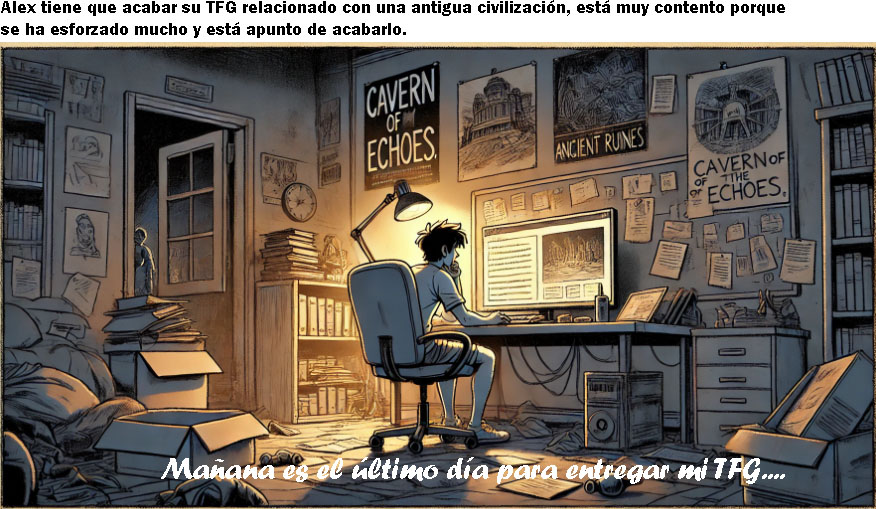 Alex tiene que acabar su TFG relacionado con una antigua civilización, está muy contento porque
se ha esforzado mucho y está apunto de acabarlo.
CAVERN
OF
ECHOES.
ANCIENT RUINES
CAVERN OF
OF THE
ECHOES.
Mañana es el último día para entregar mi TFG....